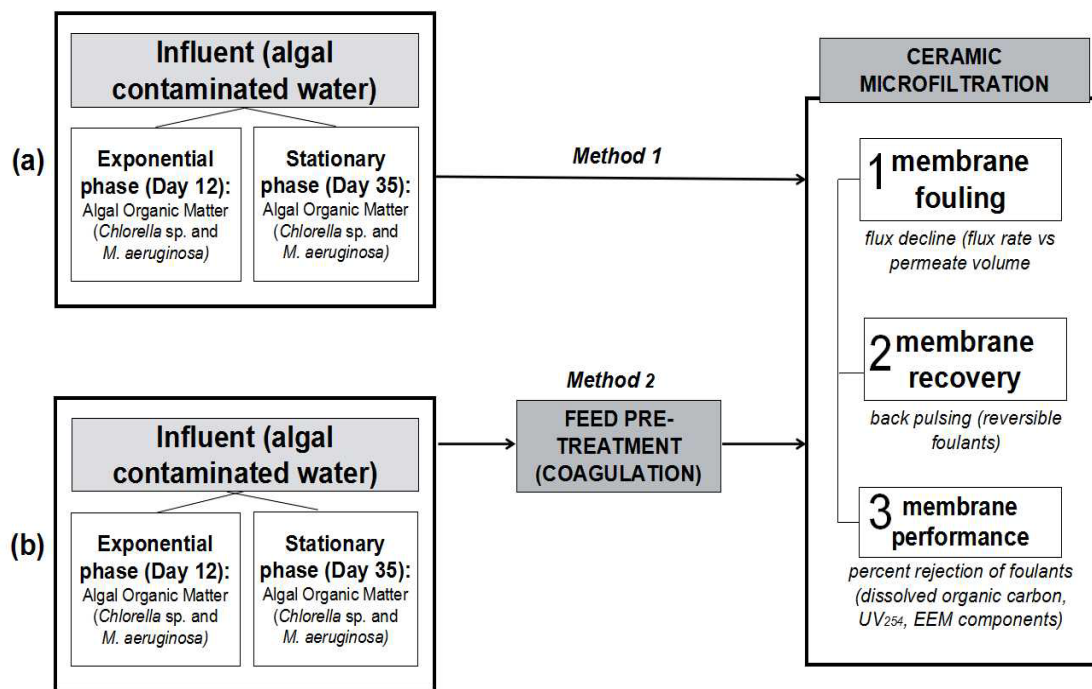 (a)
Influent (algal
contaminated water)
Exponential
phase (Day 12):
Algal Organic Matter
(Chlorella sp. and
M. aeruginosa)
Stationary
phase (Day 35):
Algal Organic Matter
(Chlorella sp. and
M. aeruginosa)
Method 1
(b)
Influent (algal
contaminated water)
Exponential
phase (Day 12):
Algal Organic Matter
(Chlorella sp. and
M. aeruginosa)
Stationary
phase (Day 35):
Algal Organic Matter
(Chlorella sp. and
M. aeruginosa)
Method 2
FEED PRE-
TREATMENT
(COAGULATION)
CERAMIC
MICROFILTRATION
1 membrane
fouling
flux decline (flux rate vs
permeate volume
2 membrane
recovery
back pulsing (reversible
foulants)
3 membrane
performance
percent rejection of foulants
(dissolved organic carbon,
UV254, EEM components)